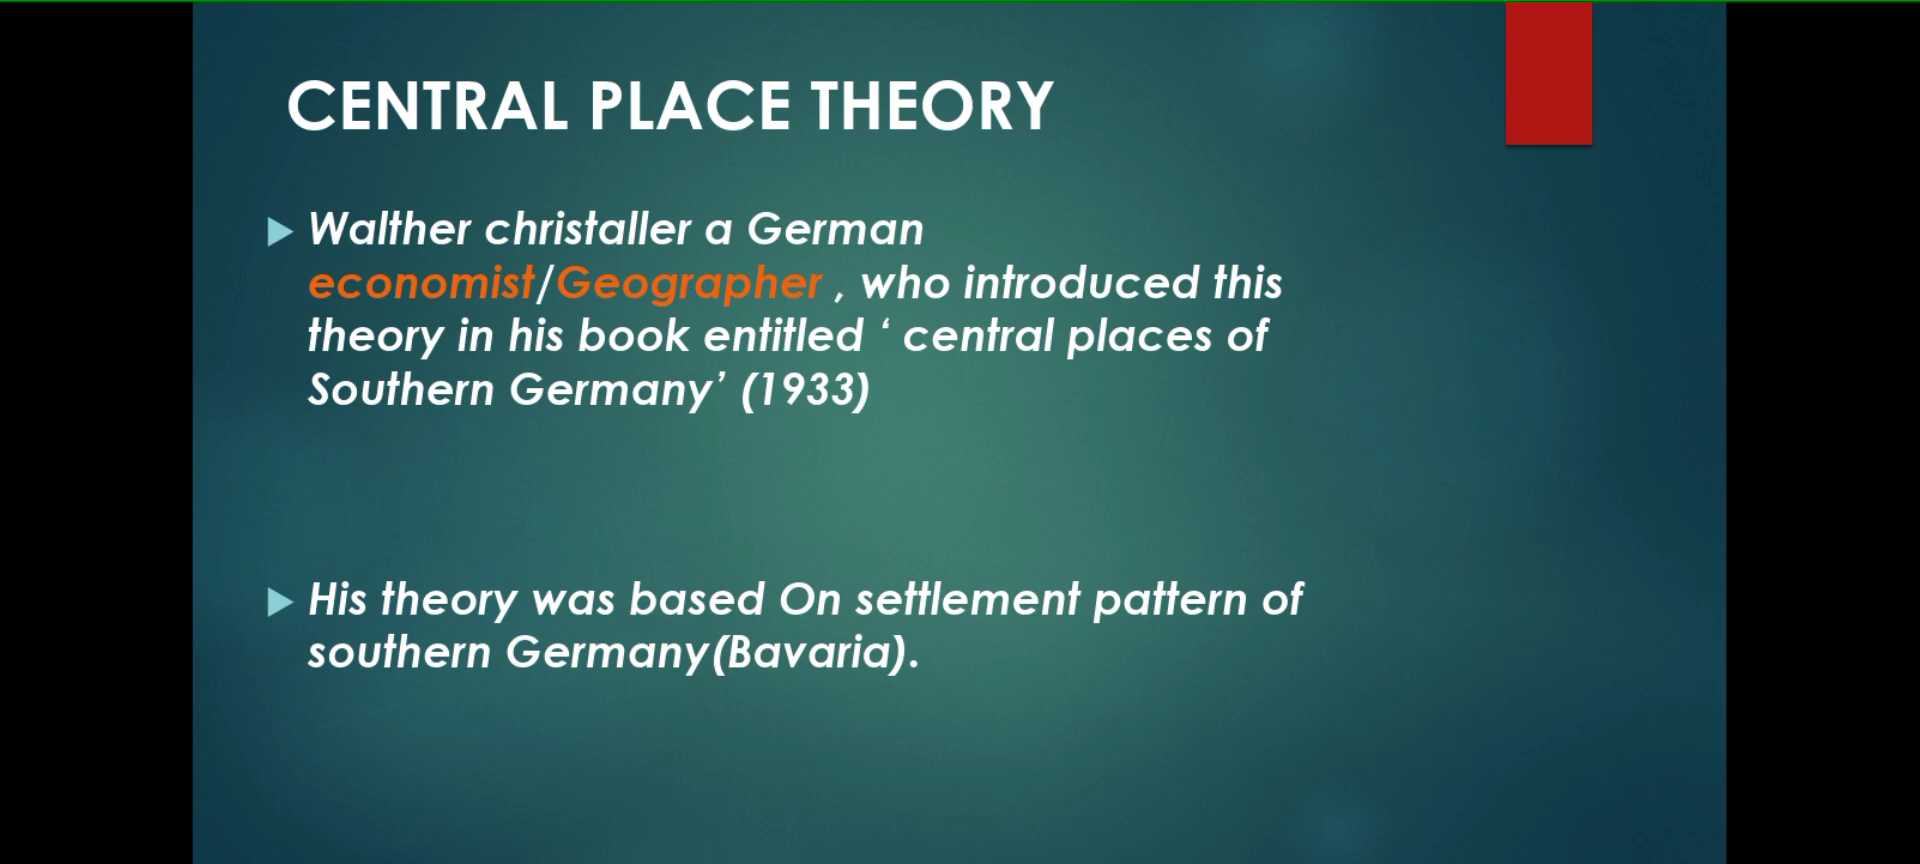 CENTRAL PLACE THEORY
Walther christaller a German
economist/Geographer , who introduced this
theory in his book entitled ‘ central places of
Southern Germany’ (1933)
His theory was based On settlement pattern of
southern Germany(Bavaria).